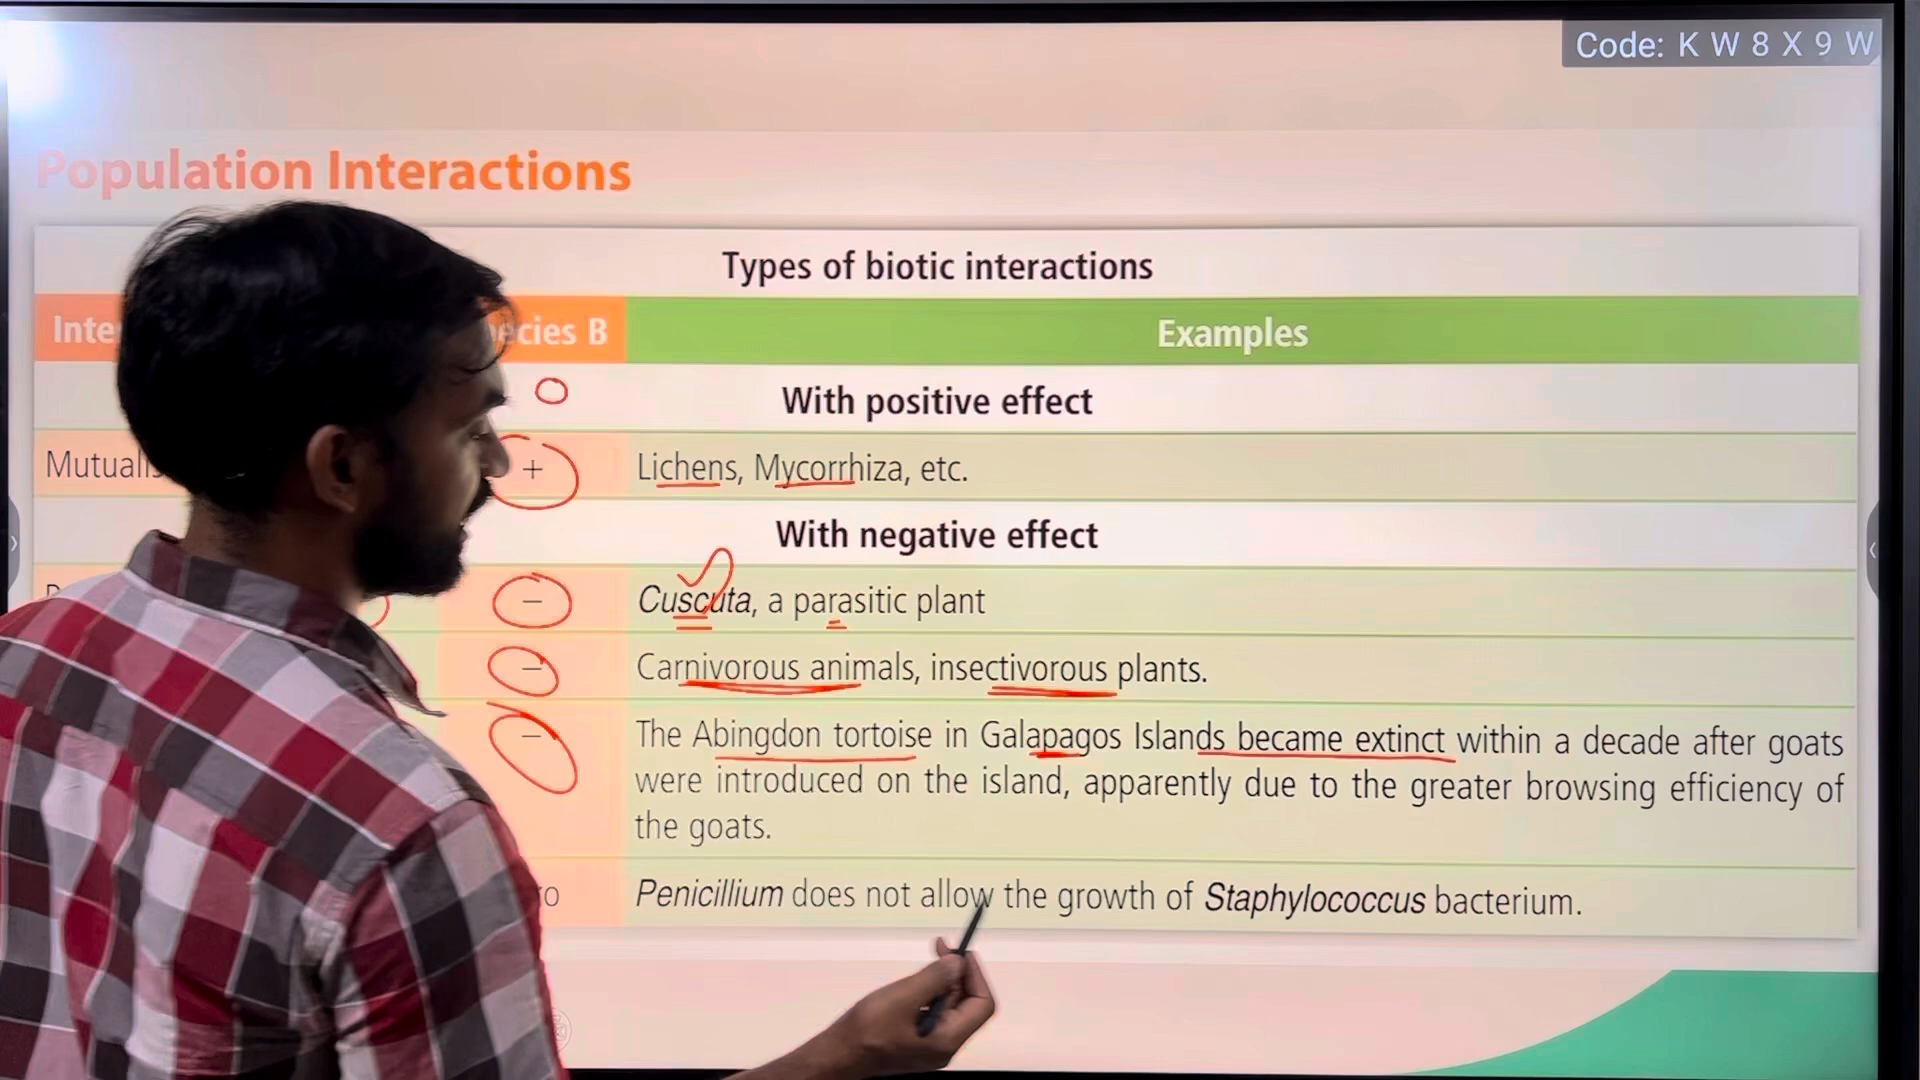 Code: K W 8 X 9 W
Population Interactions
Types of biotic interactions
Species B Examples
With positive effect
+ Lichens, Mycorrhiza, etc.
With negative effect
– Cuscuta, a parasitic plant
– Carnivorous animals, insectivorous plants.
– The Abingdon tortoise in Galapagos Islands became extinct within a decade after goats
were introduced on the island, apparently due to the greater browsing efficiency of
the goats.
Penicillium does not allow the growth of Staphylococcus bacterium.